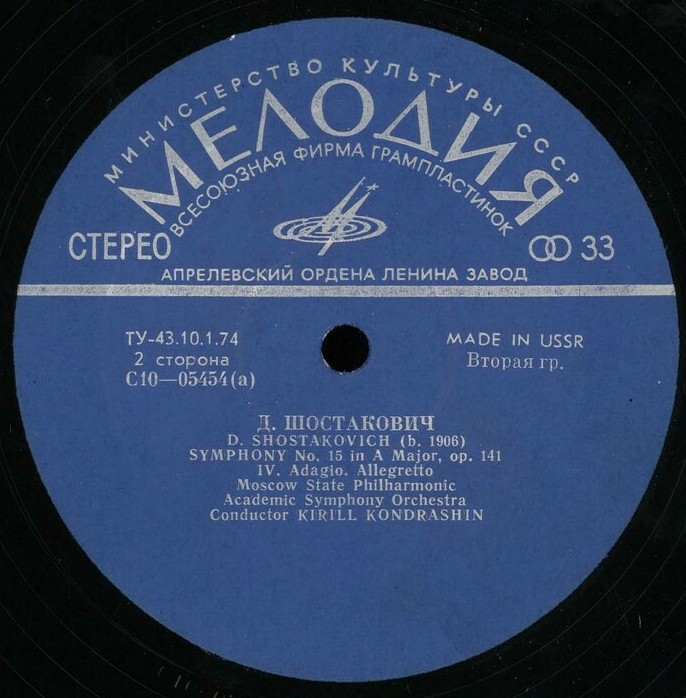 МИНИСТЕРСТВО КУЛЬТУРЫ СССР
МЕЛОДИЯ
ВСЕСОЮЗНАЯ ФИРМА ГРАМПЛАСТИНОК
СТЕРЕО
33
АПРЕЛЕВСКИЙ ОРДЕНА ЛЕНИНА ЗАВОД
ТУ-43.10.1.74
MADE IN USSR
2 сторона
Вторая гр.
С10—05454(а)
Д. ШОСТАКОВИЧ
D. SHOSTAKOVICH (b. 1906)
SYMPHONY No. 15 in A Major, op. 141
IV. Adagio. Allegretto
Moscow State Philharmonic
Academic Symphony Orchestra
Conductor KIRILL KONDRASHIN